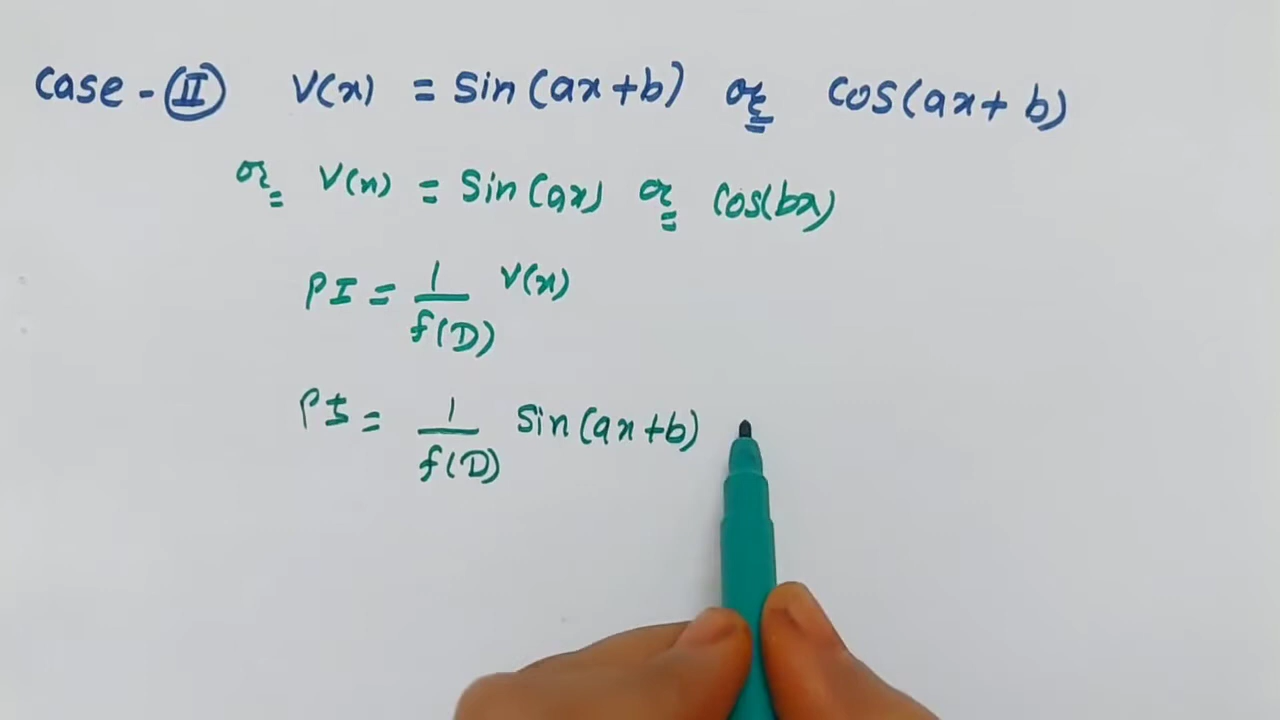 Case - II V(x) = Sin (ax+b) or cos(ax+b)
or V(x) = Sin(ax) or cos(bx)
PI = 1/f(D) V(x)
PI = 1/f(D) Sin(ax+b)